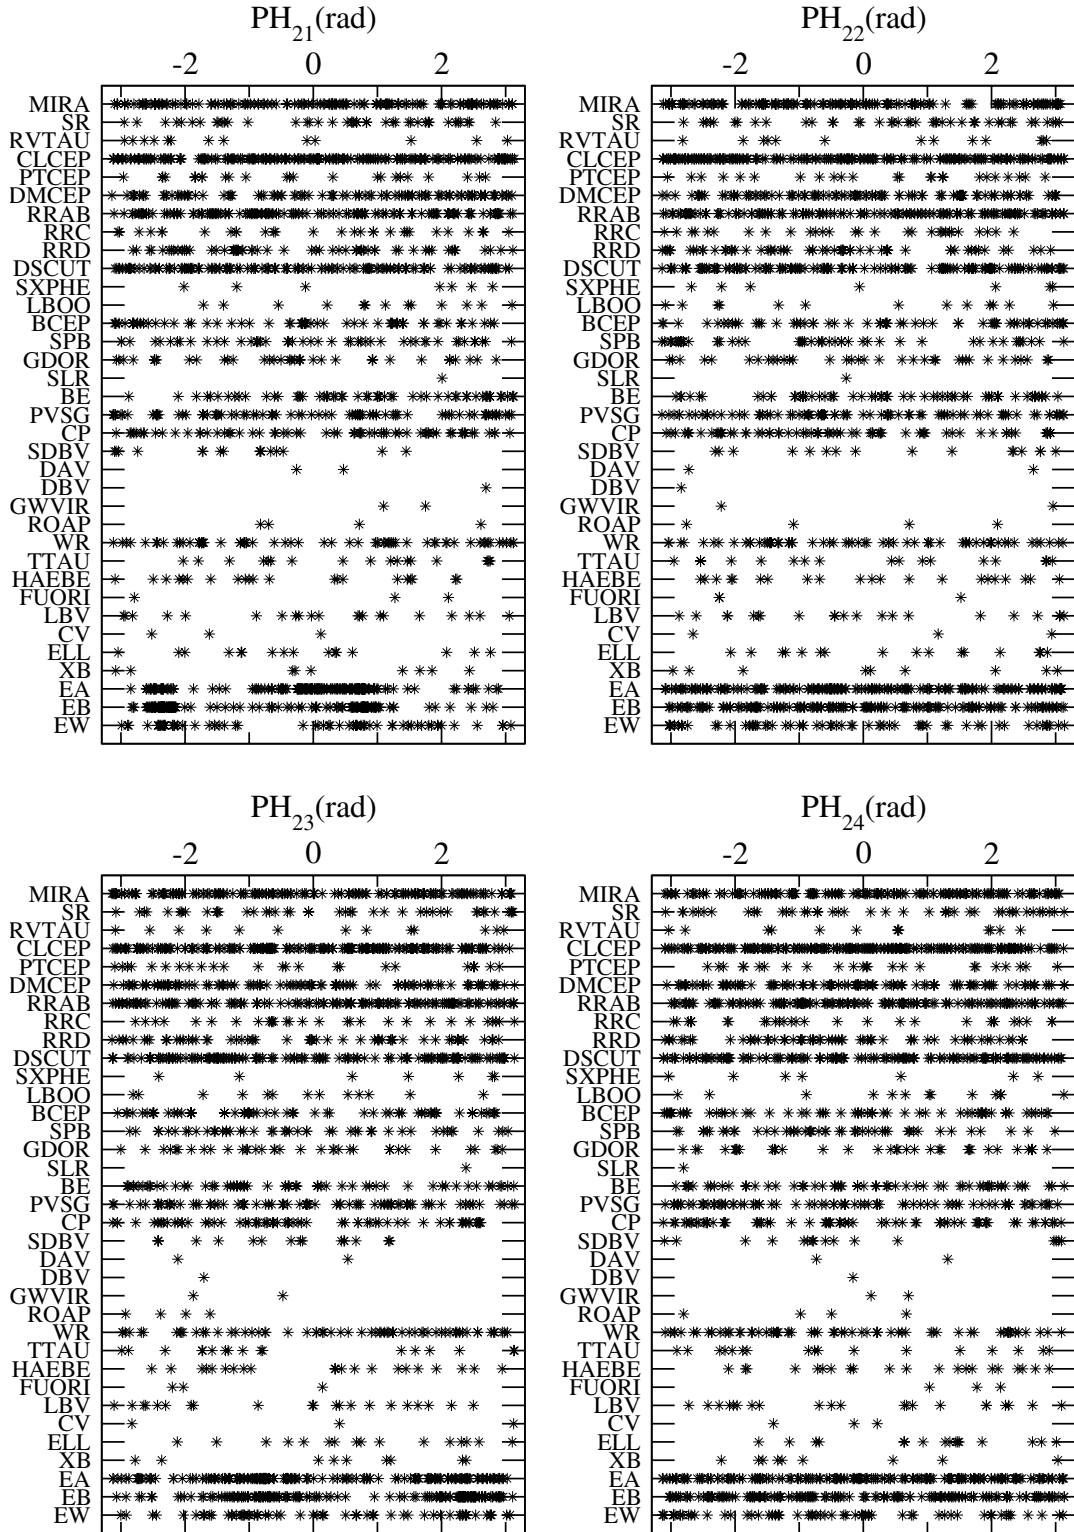 PH21(rad) PH22(rad)
-2 0 2 -2 0 2
MIRA MIRA
SR SR
RVTAU RVTAU
CLCEP CLCEP
PTCEP PTCEP
DMCEP DMCEP
RRAB RRAB
RRC RRC
RRD RRD
DSCUT DSCUT
SXPHE SXPHE
LBOO LBOO
BCEP BCEP
SPB SPB
GDOR GDOR
SLR SLR
BE BE
PVSG PVSG
CP CP
SDBV SDBV
DAV DAV
DBV DBV
GWVIR GWVIR
ROAP ROAP
WR WR
TTAU TTAU
HAEBE HAEBE
FUORI FUORI
LBV LBV
CV CV
ELL ELL
XB XB
EA EA
EB EB
EW EW
PH23(rad) PH24(rad)
-2 0 2 -2 0 2
MIRA MIRA
SR SR
RVTAU RVTAU
CLCEP CLCEP
PTCEP PTCEP
DMCEP DMCEP
RRAB RRAB
RRC RRC
RRD RRD
DSCUT DSCUT
SXPHE SXPHE
LBOO LBOO
BCEP BCEP
SPB SPB
GDOR GDOR
SLR SLR
BE BE
PVSG PVSG
CP CP
SDBV SDBV
DAV DAV
DBV DBV
GWVIR GWVIR
ROAP ROAP
WR WR
TTAU TTAU
HAEBE HAEBE
FUORI FUORI
LBV LBV
CV CV
ELL ELL
XB XB
EA EA
EB EB
EW EW